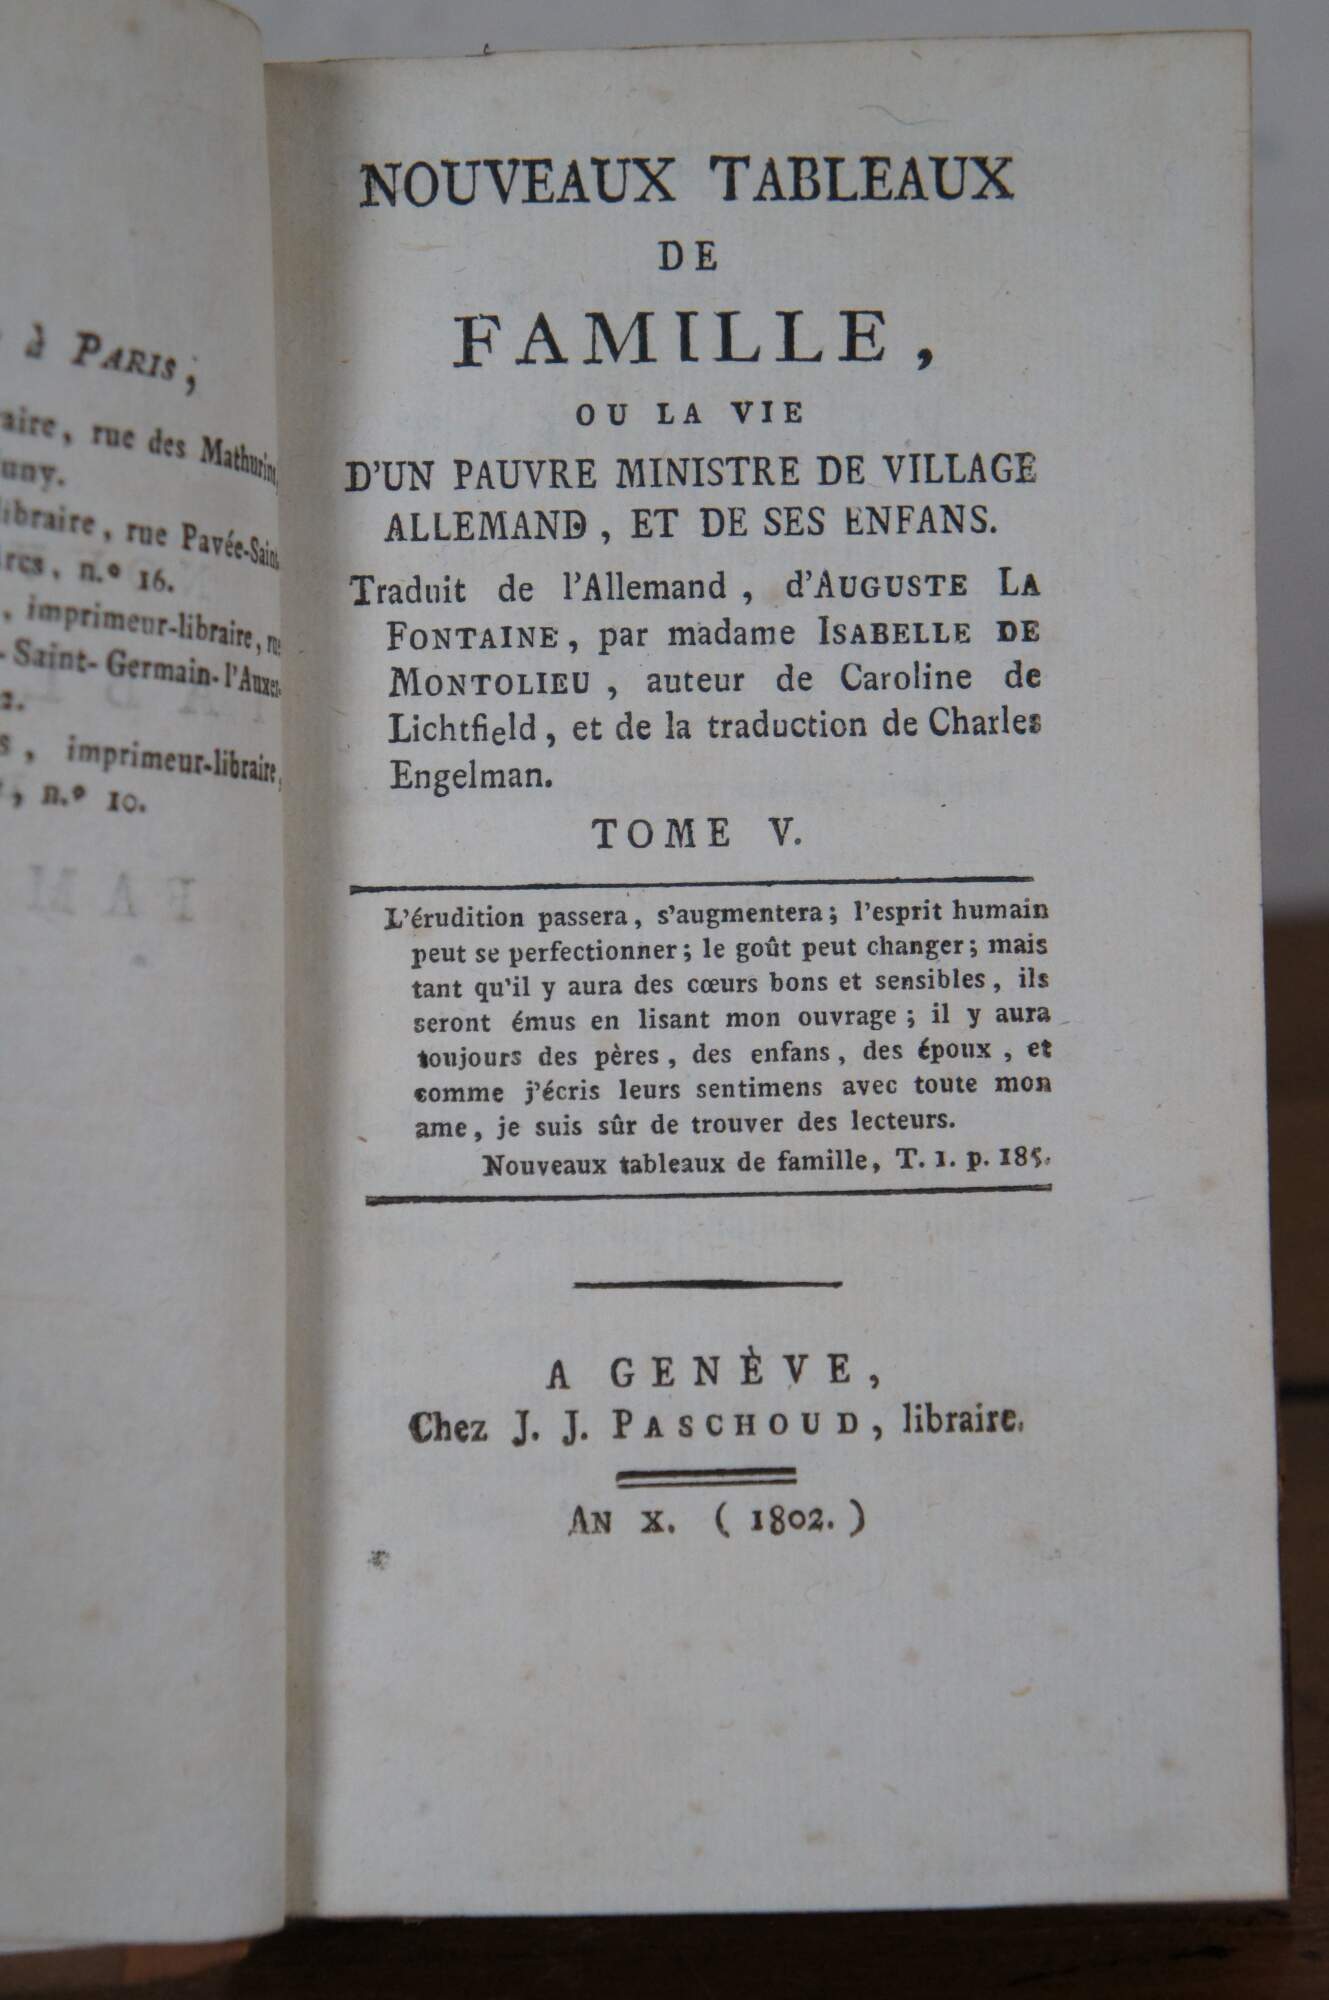 à PARIS,
rue des Mathurins,
libraire, rue Pavée-Saint-
n.º 16.
, imprimeur-libraire,
Saint-Germain-l'Auxer-
2.
, imprimeur-libraire,
, n.º 10.
NOUVEAUX TABLEAUX
DE
FAMILLE,
OU LA VIE
D'UN PAUVRE MINISTRE DE VILLAGE
ALLEMAND, ET DE SES ENFANS.
Traduit de l'Allemand, d'AUGUSTE LA
FONTAINE, par madame ISABELLE DE
MONTOLIEU, auteur de Caroline de
Lichtfield, et de la traduction de Charles
Engelman.
TOME V.
L'érudition passera, s'augmentera; l'esprit humain
peut se perfectionner; le goût peut changer; mais
tant qu'il y aura des cœurs bons et sensibles, ils
seront émus en lisant mon ouvrage; il y aura
toujours des pères, des enfans, des époux, et
comme j'écris leurs sentimens avec toute mon
ame, je suis sûr de trouver des lecteurs.
Nouveaux tableaux de famille, T. 1. p. 185.
A GENÈVE,
Chez J. J. PASCHOUD, libraire.
AN X. (1802.)